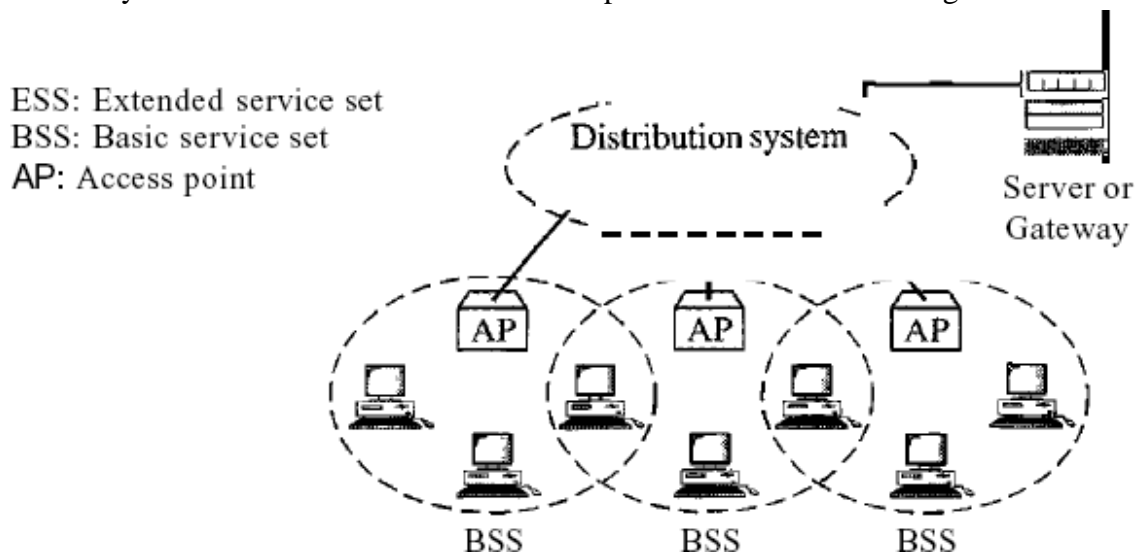 ESS: Extended service set
BSS: Basic service set
AP: Access point
Distribution system
Server or
Gateway
AP AP AP
BSS BSS BSS